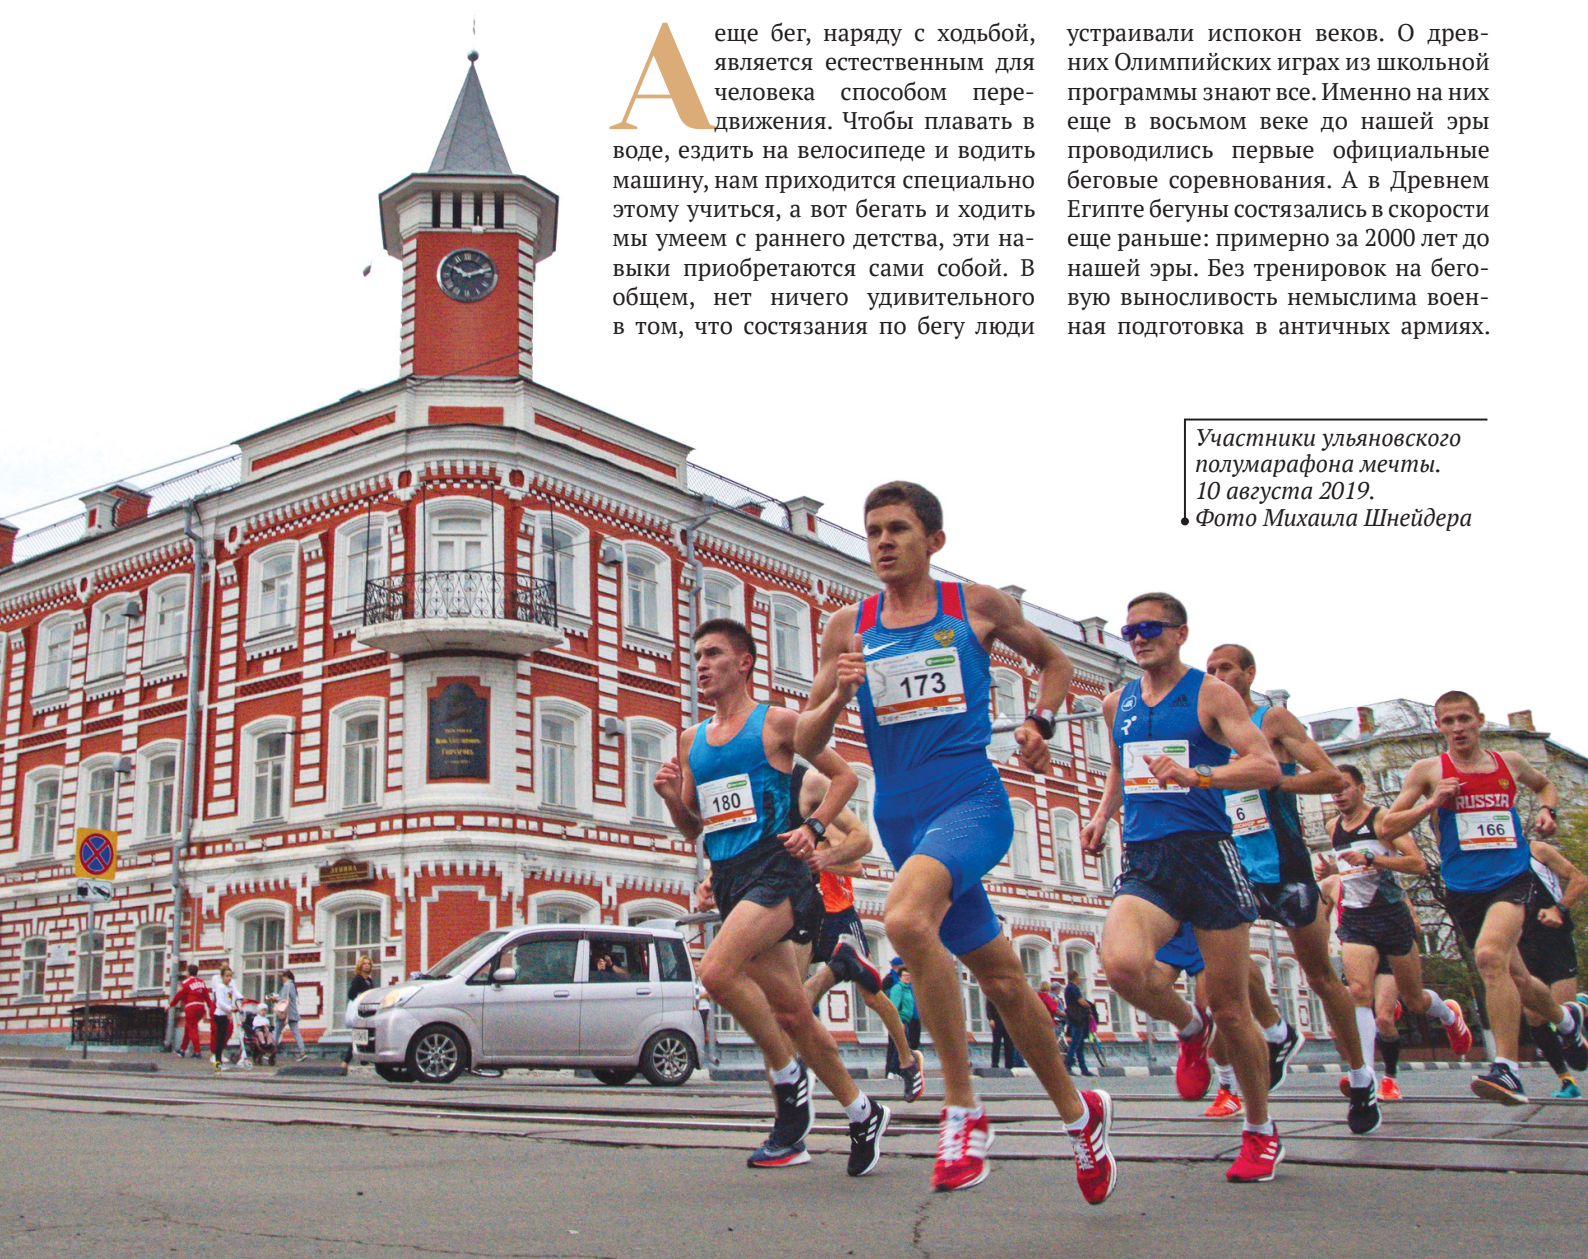 А еще бег, наряду с ходьбой,
является естественным для
человека способом пере-
движения. Чтобы плавать в
воде, ездить на велосипеде и водить
машину, нам приходится специально
этому учиться, а вот бегать и ходить
мы умеем с раннего детства, эти на-
выки приобретаются сами собой. В
общем, нет ничего удивительного
в том, что состязания по бегу люди
устраивали испокон веков. О древ-
них Олимпийских играх из школьной
программы знают все. Именно на них
еще в восьмом веке до нашей эры
проводились первые официальные
беговые соревнования. А в Древнем
Египте бегуны состязались в скорости
еще раньше: примерно за 2000 лет до
нашей эры. Без тренировок на бего-
вую выносливость немыслима воен-
ная подготовка в античных армиях.
Участники ульяновского
полумарафона мечты.
10 августа 2019.
Фото Михаила Шнейдера
173
180
6
RUSSIA
166
ЛЕНИНА